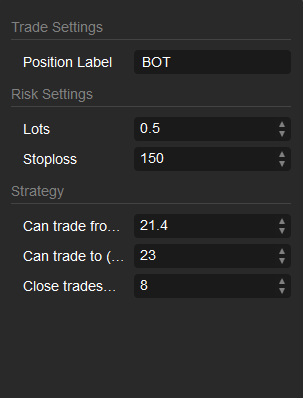 Trade Settings
Position Label BOT
Risk Settings
Lots 0.5
Stoploss 150
Strategy
Can trade fro... 21.4
Can trade to (... 23
Close trades... 8